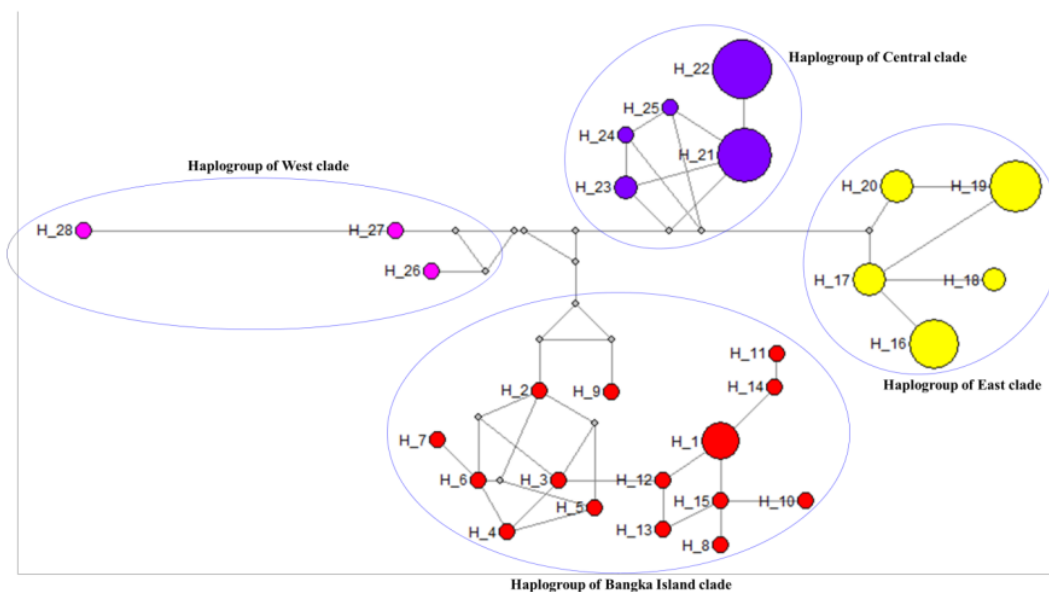 Haplogroup of Central clade
H_22
H_25
H_24
H_21
H_23
Haplogroup of West clade
H_28
H_27
H_26
H_20
H_19
H_17
H_18
H_16
Haplogroup of East clade
H_11
H_14
H_2
H_9
H_7
H_1
H_6
H_3
H_12
H_5
H_15
H_10
H_4
H_13
H_8
Haplogroup of Bangka Island clade